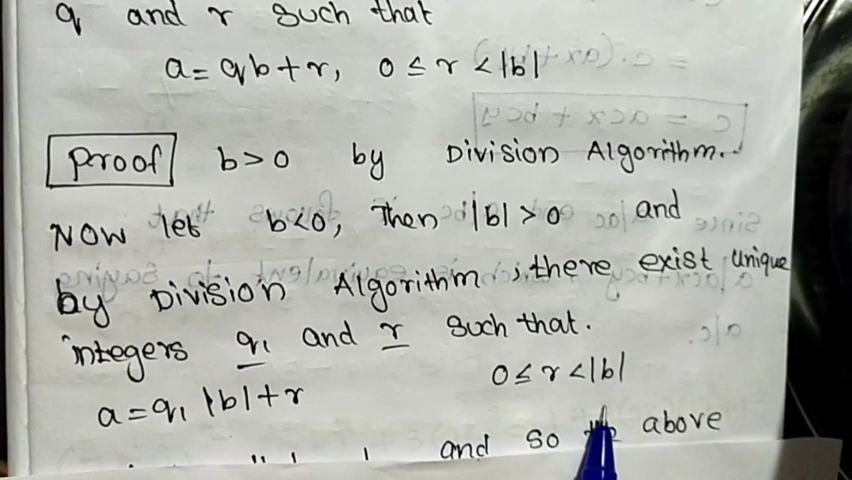 q and r such that
a = qb + r, 0 ≤ r < |b|
Proof b > 0 by Division Algorithm.
NOW let b < 0, Then |b| > 0 and
by Division Algorithm, there exist unique
integers q₁ and r such that.
a = q₁ |b| + r 0 ≤ r < |b|
and so the above